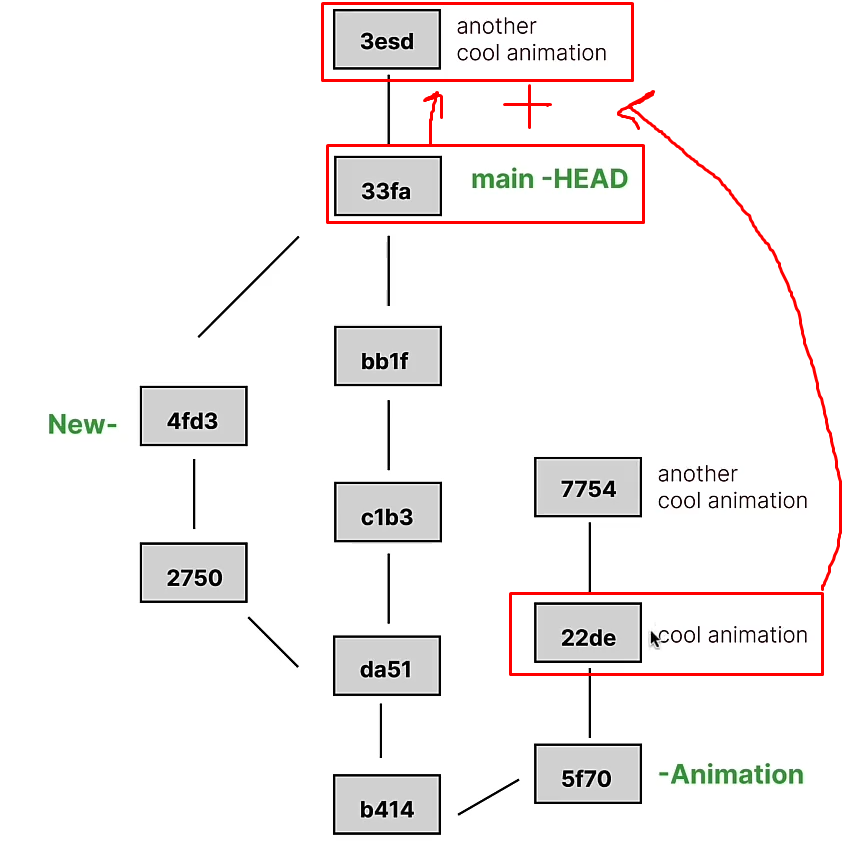 3esd
another
cool animation
33fa
main -HEAD
bb1f
New-
4fd3
7754
another
cool animation
c1b3
2750
22de
cool animation
da51
5f70
-Animation
b414